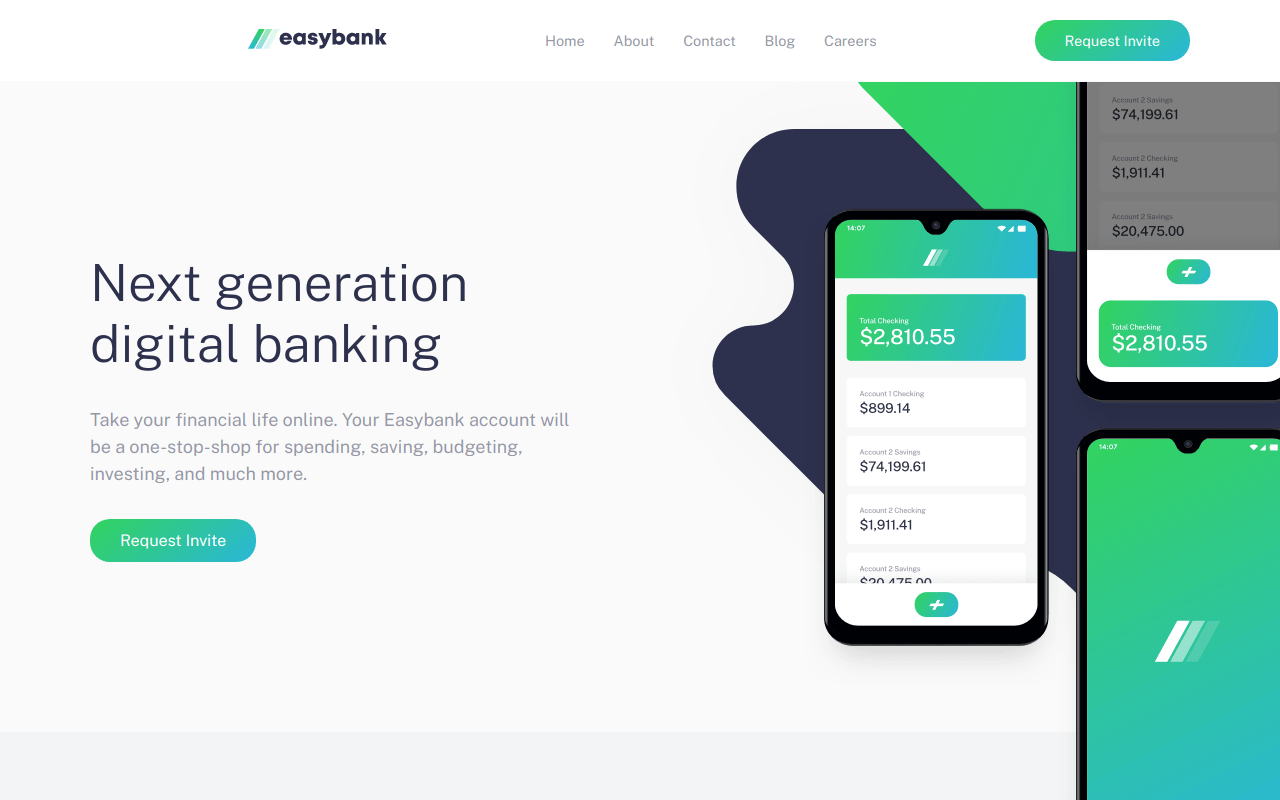 easybank
Home About Contact Blog Careers
Request Invite
Next generation
digital banking
Take your financial life online. Your Easybank account will
be a one-stop-shop for spending, saving, budgeting,
investing, and much more.
Request Invite
14:07
Total Checking
$2,810.55
Account 1 Checking
$899.14
Account 2 Savings
$74,199.61
Account 2 Checking
$1,911.41
Account 2 Savings
$20,475.00
Account 2 Savings
$74,199.61
Account 2 Checking
$1,911.41
Account 2 Savings
$20,475.00
Total Checking
$2,810.55
14:07